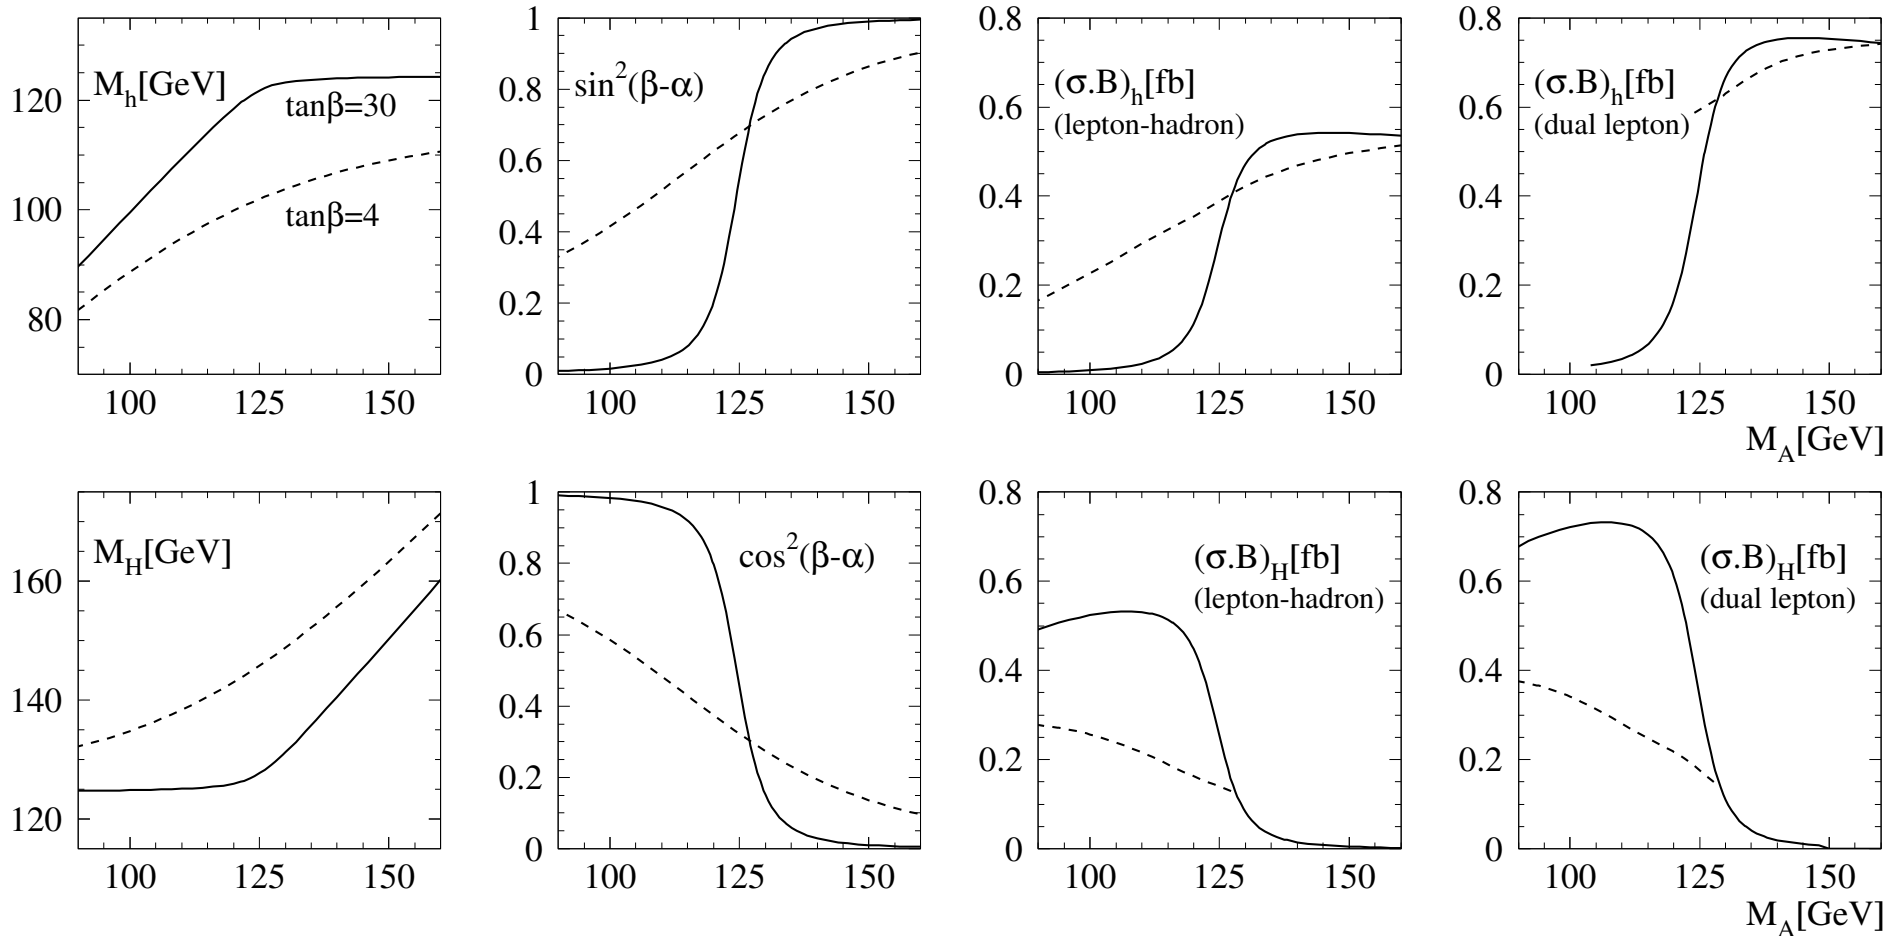 M_h[GeV]
tanβ=30
tanβ=4
120
100
80
100 125 150
sin²(β-α)
1
0.8
0.6
0.4
0.2
0
100 125 150
(σ.B)_h[fb]
(lepton-hadron)
0.8
0.6
0.4
0.2
0
100 125 150
(σ.B)_h[fb]
(dual lepton)
0.8
0.6
0.4
0.2
0
100 125 150
M_A[GeV]
M_H[GeV]
160
140
120
100 125 150
cos²(β-α)
1
0.8
0.6
0.4
0.2
0
100 125 150
(σ.B)_H[fb]
(lepton-hadron)
0.8
0.6
0.4
0.2
0
100 125 150
(σ.B)_H[fb]
(dual lepton)
0.8
0.6
0.4
0.2
0
100 125 150
M_A[GeV]